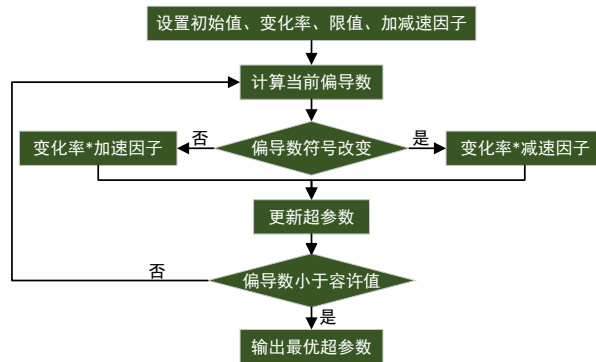 设置初始值、变化率、限值、加减速因子
计算当前偏导数
否
是
变化率*加速因子
偏导数符号改变
变化率*减速因子
更新超参数
否
偏导数小于容许值
是
输出最优超参数